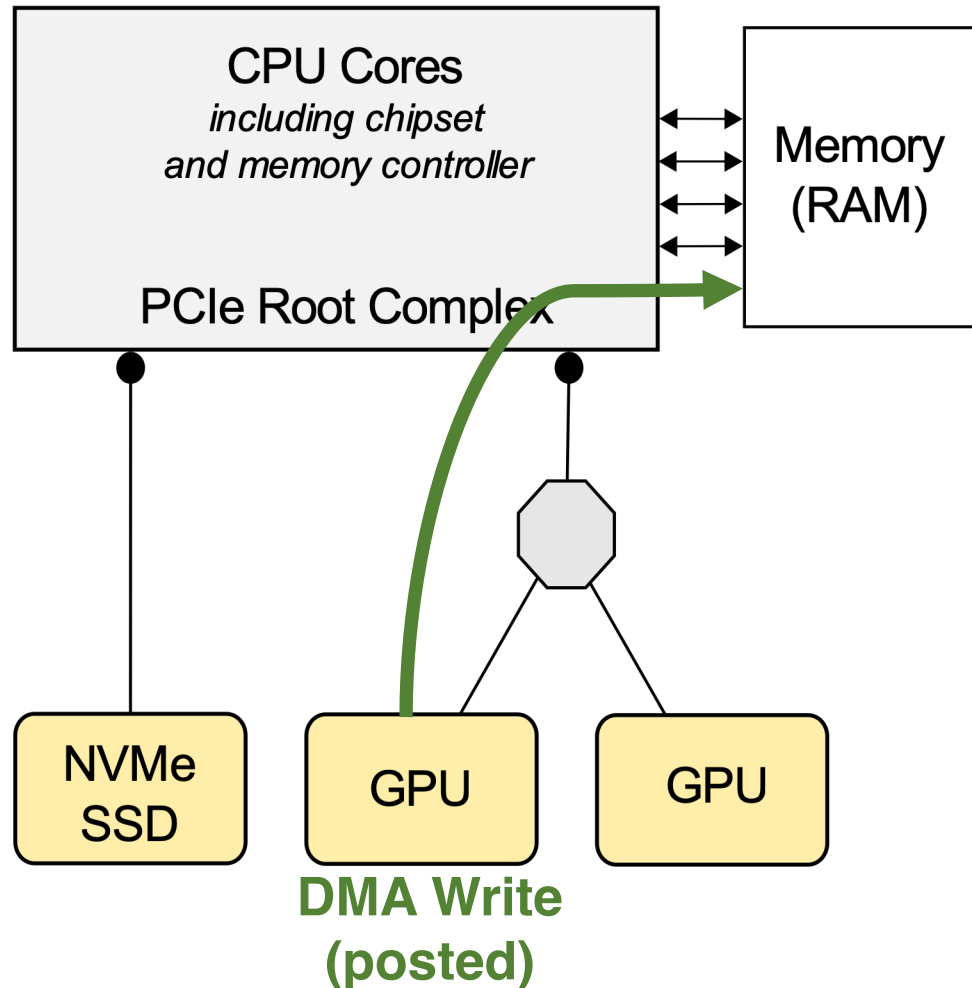 CPU Cores
including chipset
and memory controller
Memory
(RAM)
PCIe Root Complex
NVMe
SSD
GPU
GPU
DMA Write
(posted)